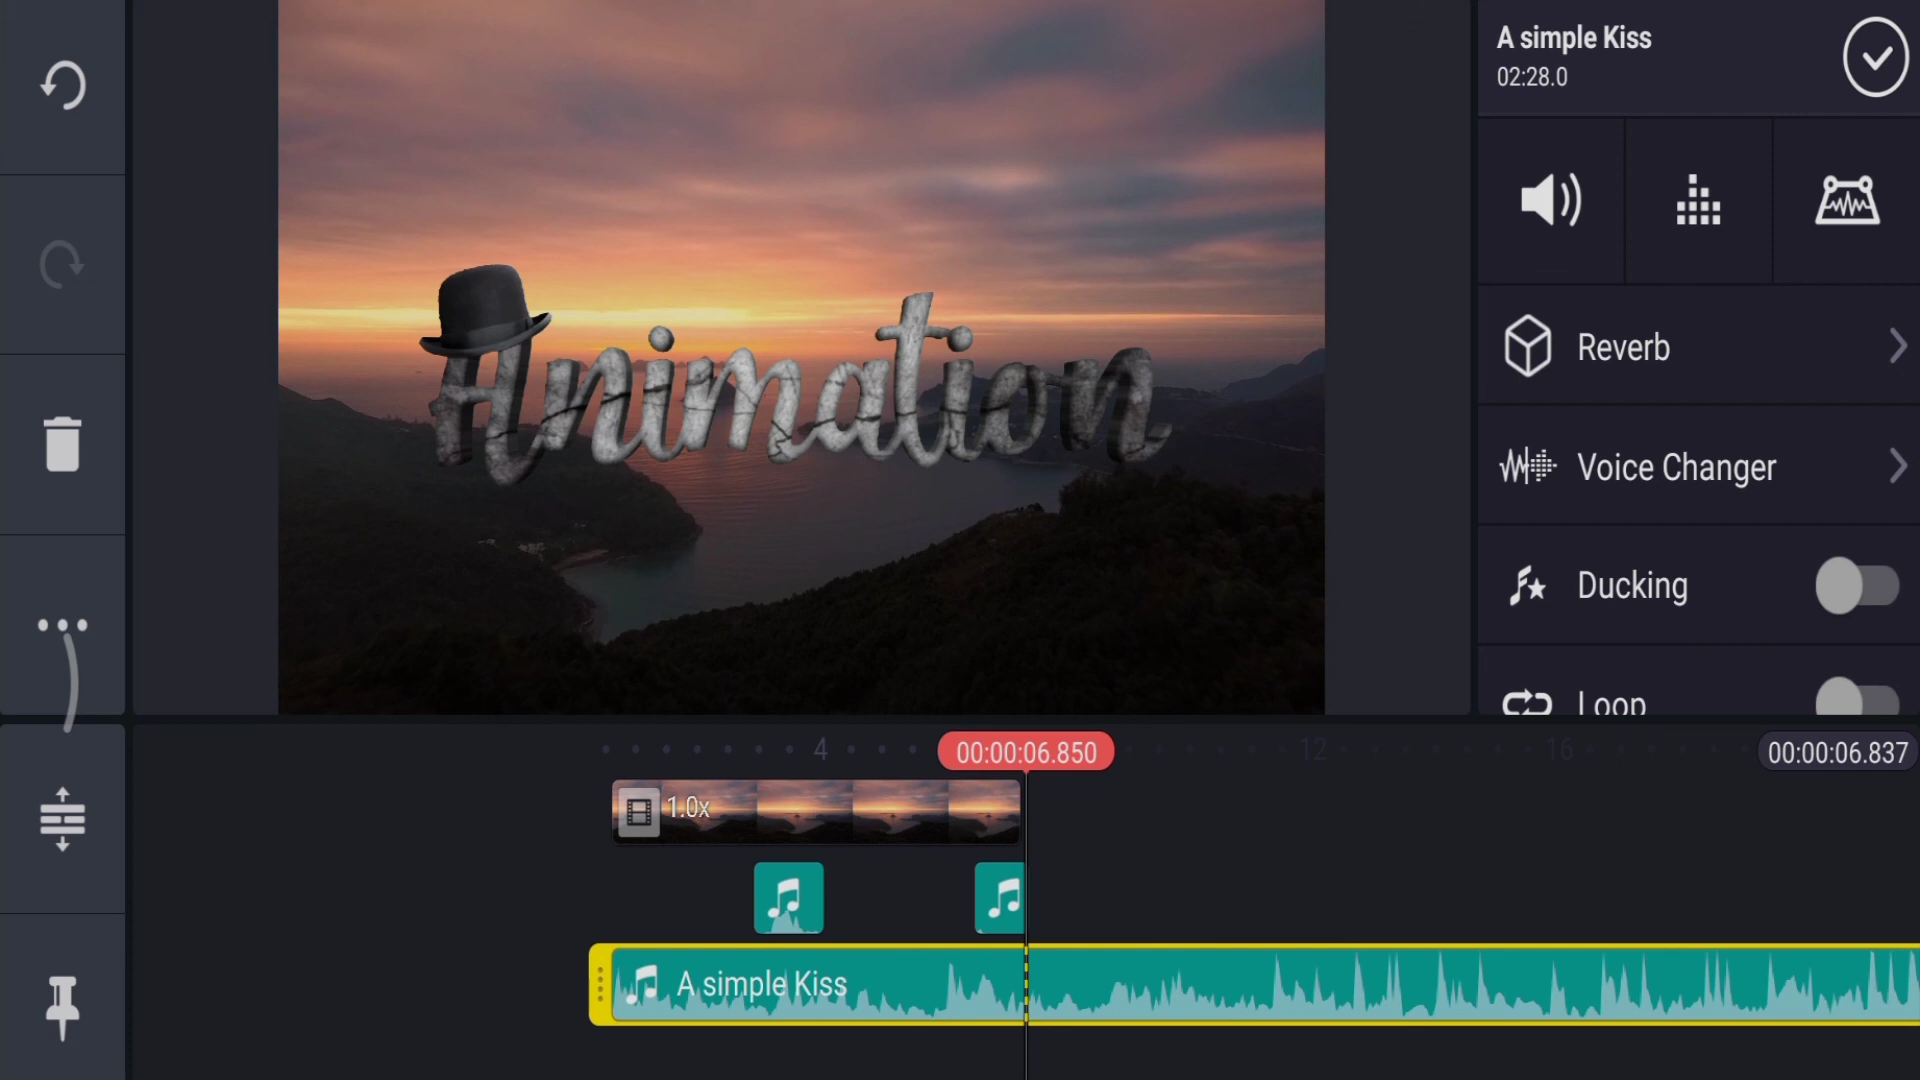 A simple Kiss
02:28.0
Animation
Reverb
Voice Changer
Ducking
Loop
4
00:00:06.850
12
16
00:00:06.837
1.0x
A simple Kiss